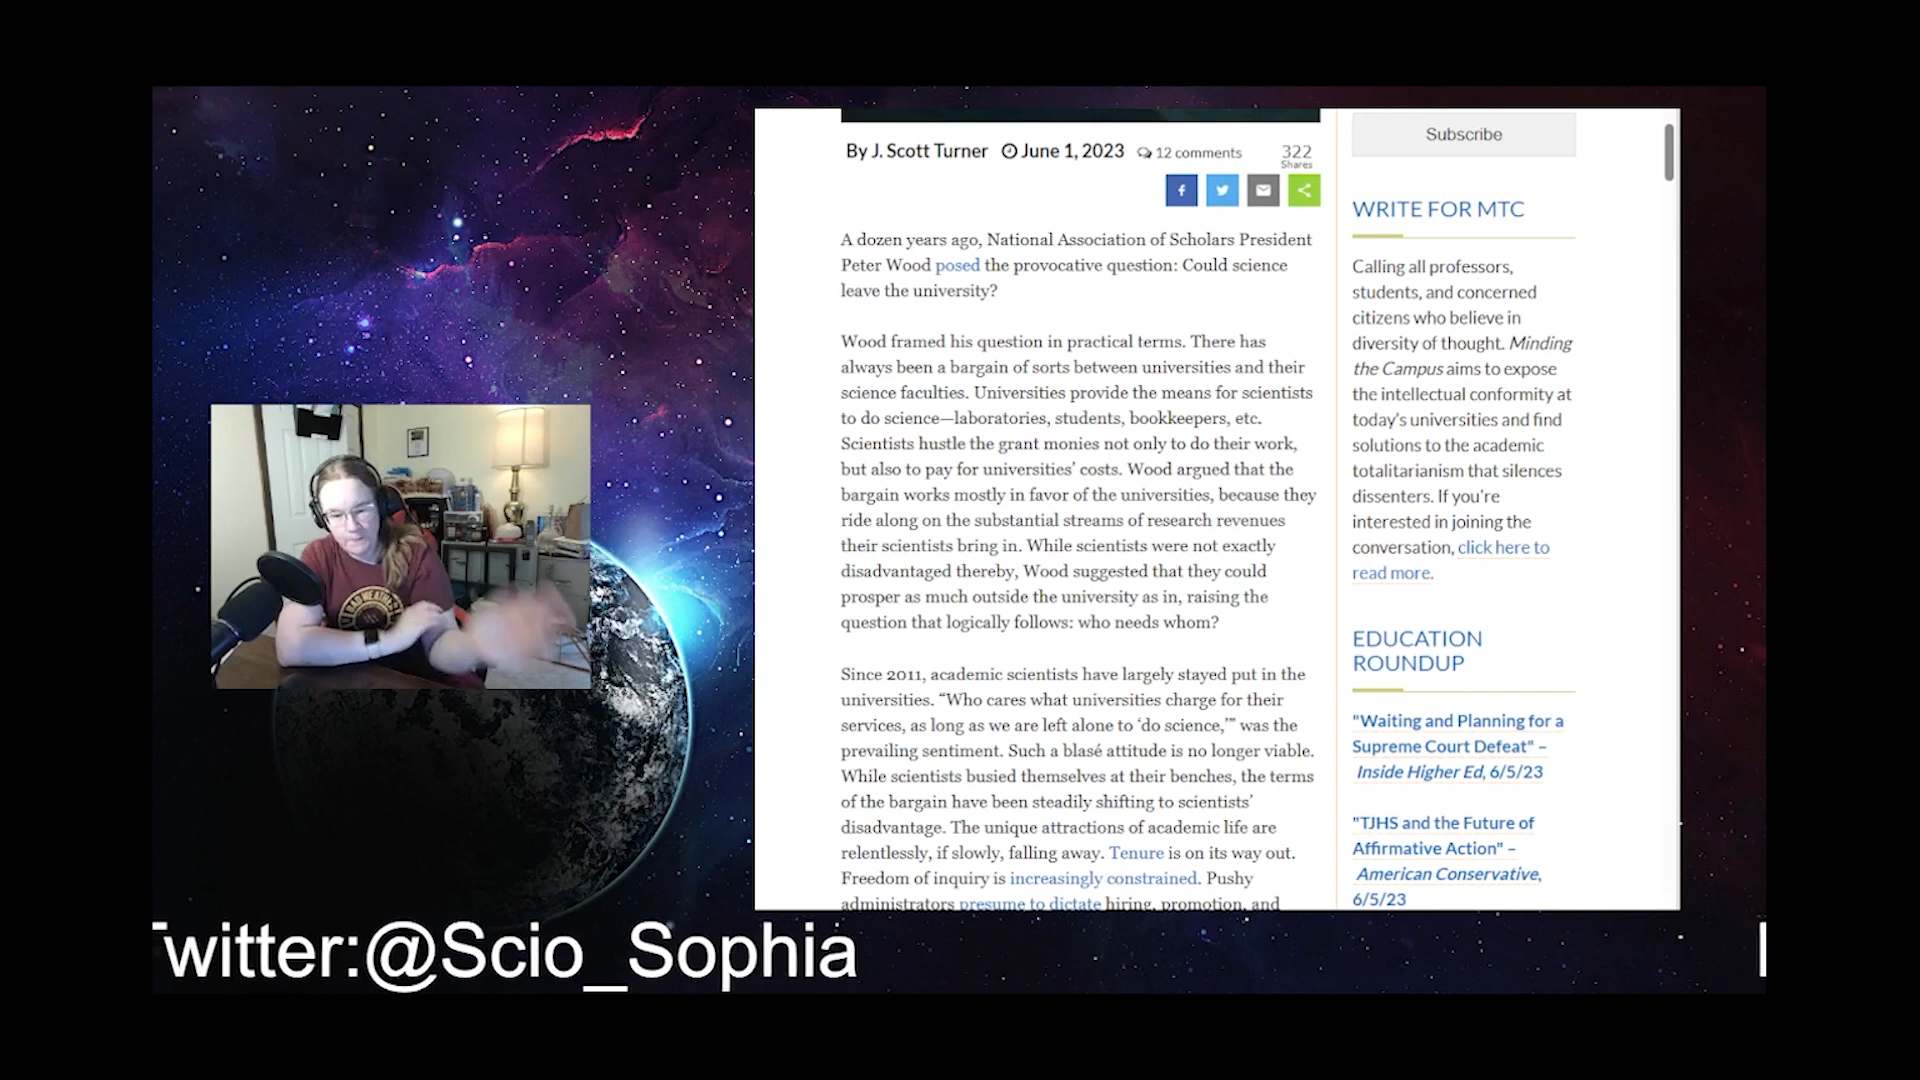 By J. Scott Turner June 1, 2023 12 comments 322
Shares
A dozen years ago, National Association of Scholars President
Peter Wood posed the provocative question: Could science
leave the university?
Wood framed his question in practical terms. There has
always been a bargain of sorts between universities and their
science faculties. Universities provide the means for scientists
to do science—laboratories, students, bookkeepers, etc.
Scientists hustle the grant monies not only to do their work,
but also to pay for universities’ costs. Wood argued that the
bargain works mostly in favor of the universities, because they
ride along on the substantial streams of research revenues
their scientists bring in. While scientists were not exactly
disadvantaged thereby, Wood suggested that they could
prosper as much outside the university as in, raising the
question that logically follows: who needs whom?
Since 2011, academic scientists have largely stayed put in the
universities. “Who cares what universities charge for their
services, as long as we are left alone to ‘do science,’” was the
prevailing sentiment. Such a blasé attitude is no longer viable.
While scientists busied themselves at their benches, the terms
of the bargain have been steadily shifting to scientists’
disadvantage. The unique attractions of academic life are
relentlessly, if slowly, falling away. Tenure is on its way out.
Freedom of inquiry is increasingly constrained. Pushy
administrators presume to dictate hiring, promotion, and
Subscribe
WRITE FOR MTC
Calling all professors,
students, and concerned
citizens who believe in
diversity of thought. Minding
the Campus aims to expose
the intellectual conformity at
today's universities and find
solutions to the academic
totalitarianism that silences
dissenters. If you're
interested in joining the
conversation, click here to
read more.
EDUCATION
ROUNDUP
"Waiting and Planning for a
Supreme Court Defeat" –
Inside Higher Ed, 6/5/23
"TJHS and the Future of
Affirmative Action" –
American Conservative,
6/5/23
BAD WEATHER
Twitter:@Scio_Sophia